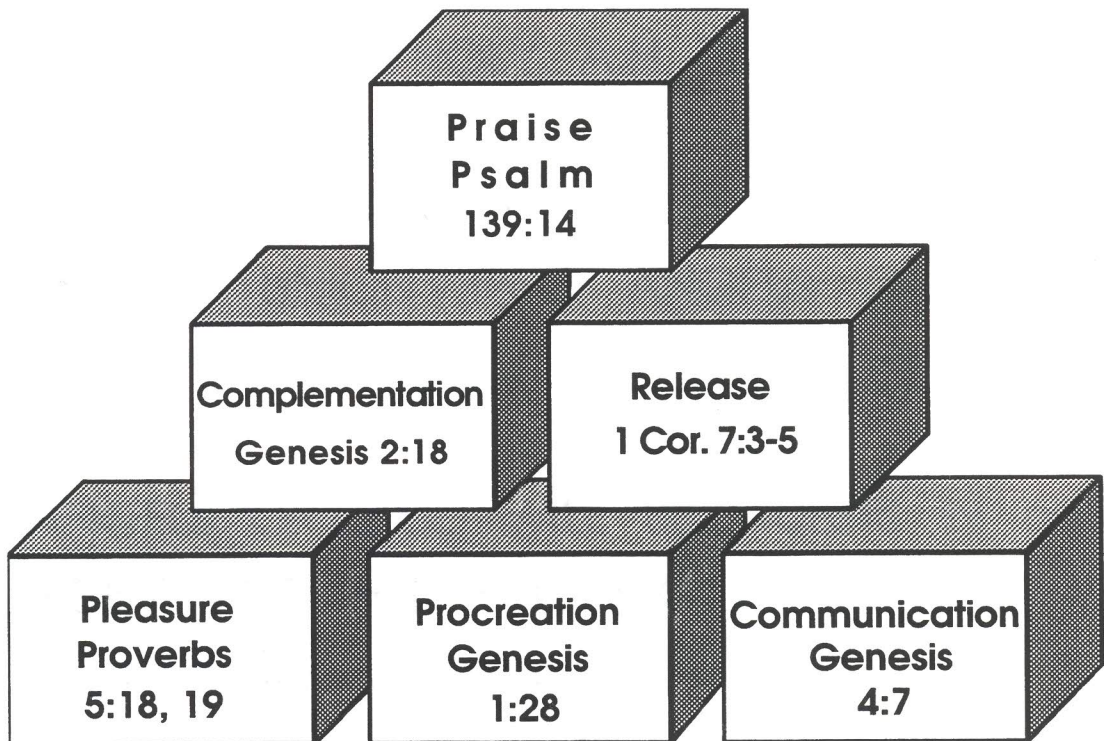 Praise
Psalm
139:14
Complementation
Genesis 2:18
Release
1 Cor. 7:3-5
Pleasure
Proverbs
5:18, 19
Procreation
Genesis
1:28
Communication
Genesis
4:7